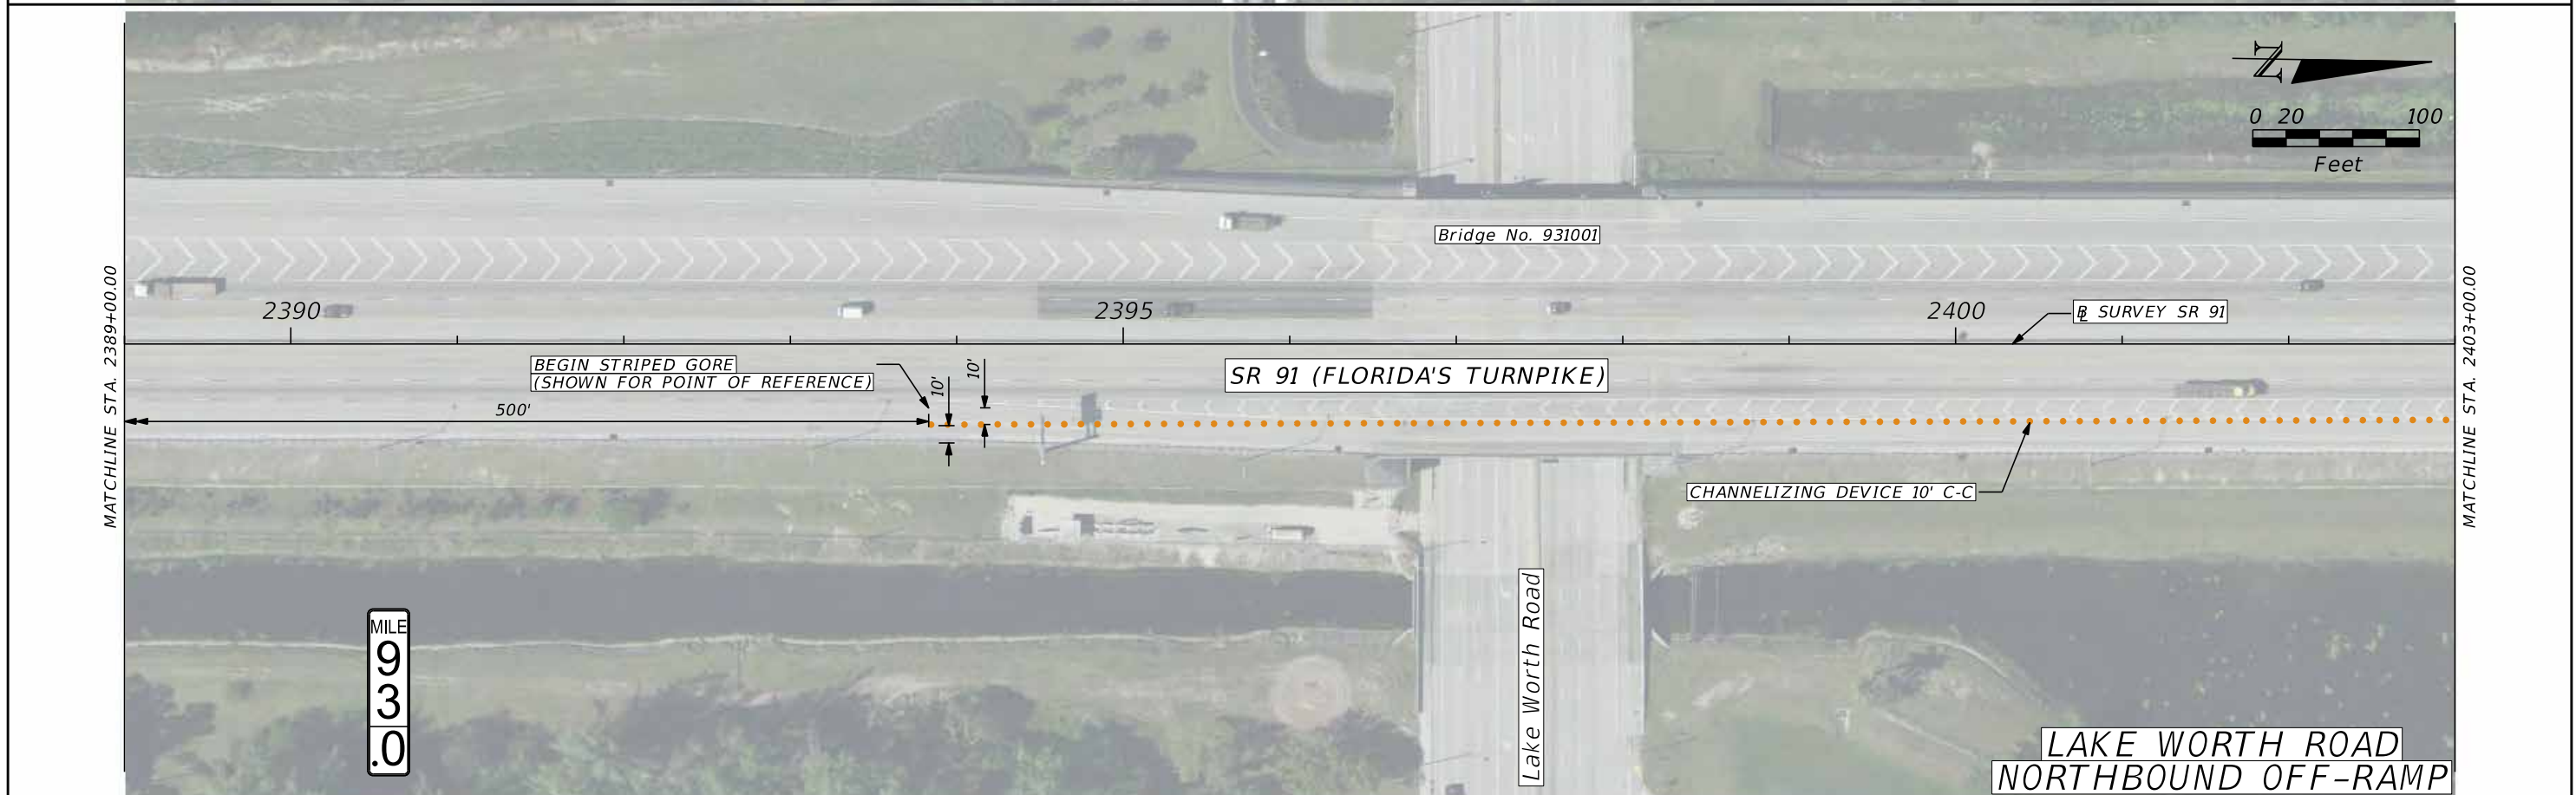 N
0 20 100
Feet
Bridge No. 931001
MATCHLINE STA. 2389+00.00
2390
2395
2400
BL SURVEY SR 91
MATCHLINE STA. 2403+00.00
BEGIN STRIPED GORE
(SHOWN FOR POINT OF REFERENCE)
10'
10'
SR 91 (FLORIDA'S TURNPIKE)
500'
CHANNELIZING DEVICE 10' C-C
Lake Worth Road
MILE
9
3
.0
LAKE WORTH ROAD
NORTHBOUND OFF-RAMP